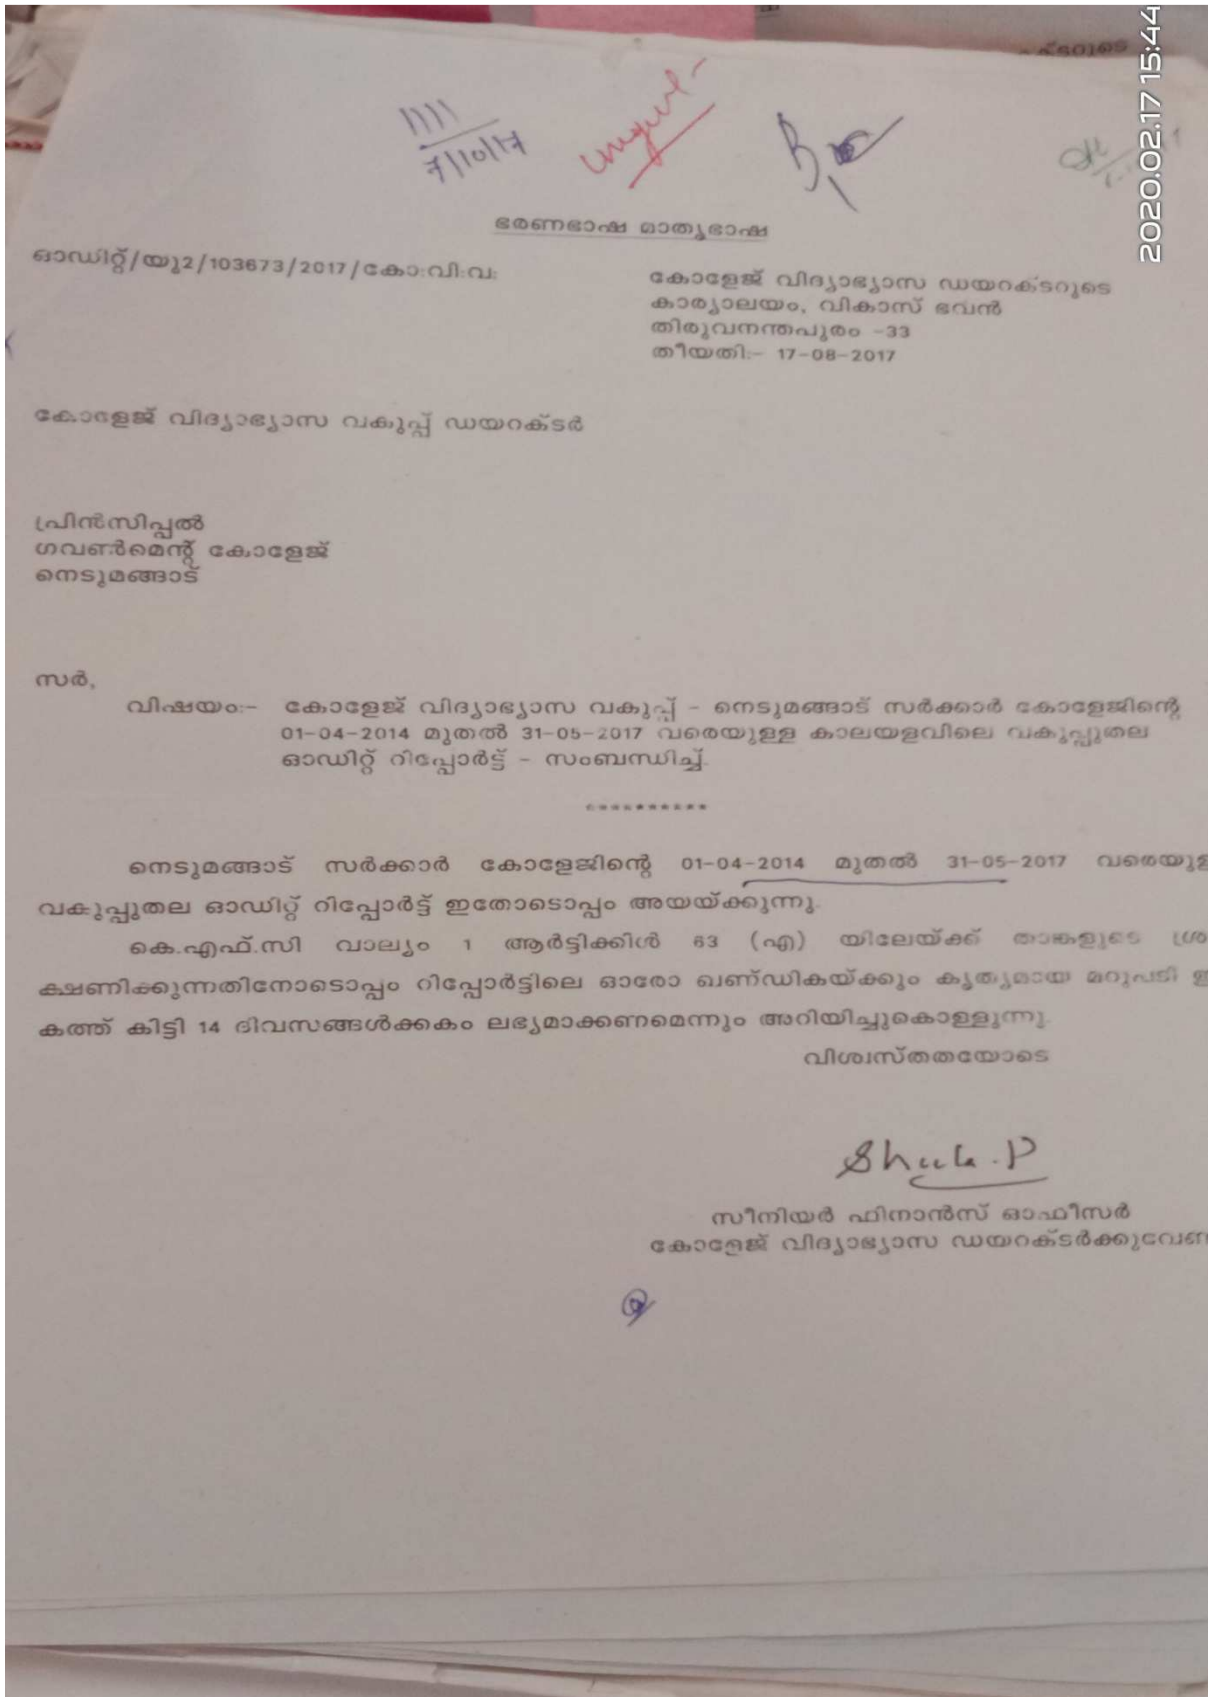 2020.02.17 15:44
1111
7/10/17
urgent
ഭരണഭാഷ മാതൃഭാഷ
ഓഡിറ്റ്/യു2/103673/2017/കോ:വി:വ:
കോളേജ് വിദ്യാഭ്യാസ ഡയറക്ടറുടെ
കാര്യാലയം, വികാസ് ഭവൻ
തിരുവനന്തപുരം -33
തീയതി:- 17-08-2017
കോളേജ് വിദ്യാഭ്യാസ വകുപ്പ് ഡയറക്ടർ
പ്രിൻസിപ്പൽ
ഗവൺമെന്റ് കോളേജ്
നെടുമങ്ങാട്
സർ,
വിഷയം:- കോളേജ് വിദ്യാഭ്യാസ വകുപ്പ് - നെടുമങ്ങാട് സർക്കാർ കോളേജിന്റെ
01-04-2014 മുതൽ 31-05-2017 വരെയുള്ള കാലയളവിലെ വകുപ്പുതല
ഓഡിറ്റ് റിപ്പോർട്ട് - സംബന്ധിച്ച്.
**********
നെടുമങ്ങാട് സർക്കാർ കോളേജിന്റെ 01-04-2014 മുതൽ 31-05-2017
വകുപ്പുതല ഓഡിറ്റ് റിപ്പോർട്ട് ഇതോടൊപ്പം അയയ്ക്കുന്നു.
കെ.എഫ്.സി വാല്യം 1 ആർട്ടിക്കിൾ 63 (എ) യിലേയ്ക്ക് താങ്കളുടെ
ക്ഷണിക്കുന്നതിനോടൊപ്പം റിപ്പോർട്ടിലെ ഓരോ ഖണ്ഡികയ്ക്കും കൃത്യമായ മറുപടി
കത്ത് കിട്ടി 14 ദിവസങ്ങൾക്കകം ലഭ്യമാക്കണമെന്നും അറിയിച്ചുകൊള്ളുന്നു.
വിശ്വസ്തതയോടെ
Sheela.P
സീനിയർ ഫിനാൻസ് ഓഫീസർ
കോളേജ് വിദ്യാഭ്യാസ